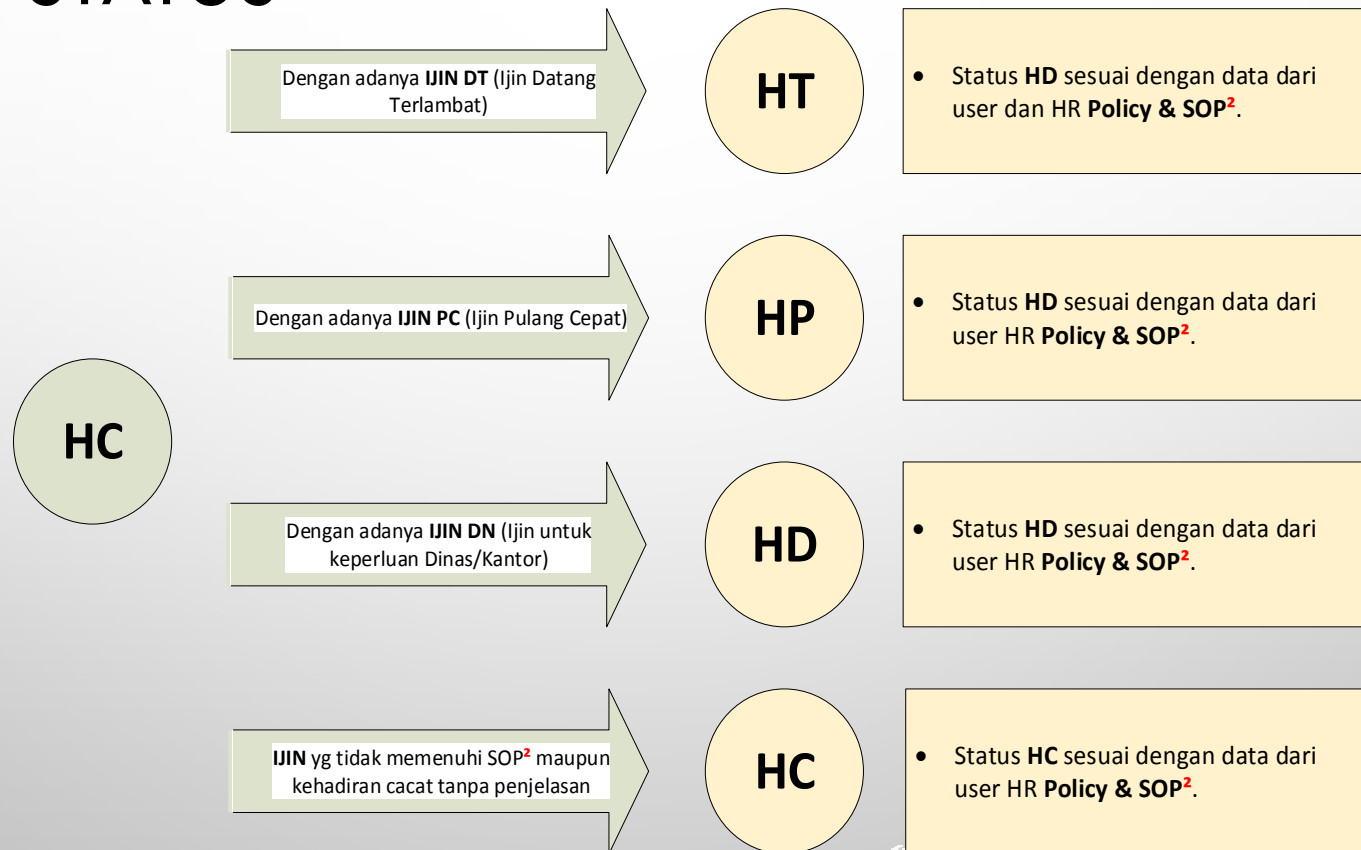 STATUS
Dengan adanya IJIN DT (Ijin Datang
Terlambat)
HT
• Status HD sesuai dengan data dari
user dan HR Policy & SOP².
Dengan adanya IJIN PC (Ijin Pulang Cepat)
HP
• Status HD sesuai dengan data dari
user HR Policy & SOP².
HC
Dengan adanya IJIN DN (Ijin untuk
keperluan Dinas/Kantor)
HD
• Status HD sesuai dengan data dari
user HR Policy & SOP².
IJIN yg tidak memenuhi SOP² maupun
kehadiran cacat tanpa penjelasan
HC
• Status HC sesuai dengan data dari
user HR Policy & SOP².